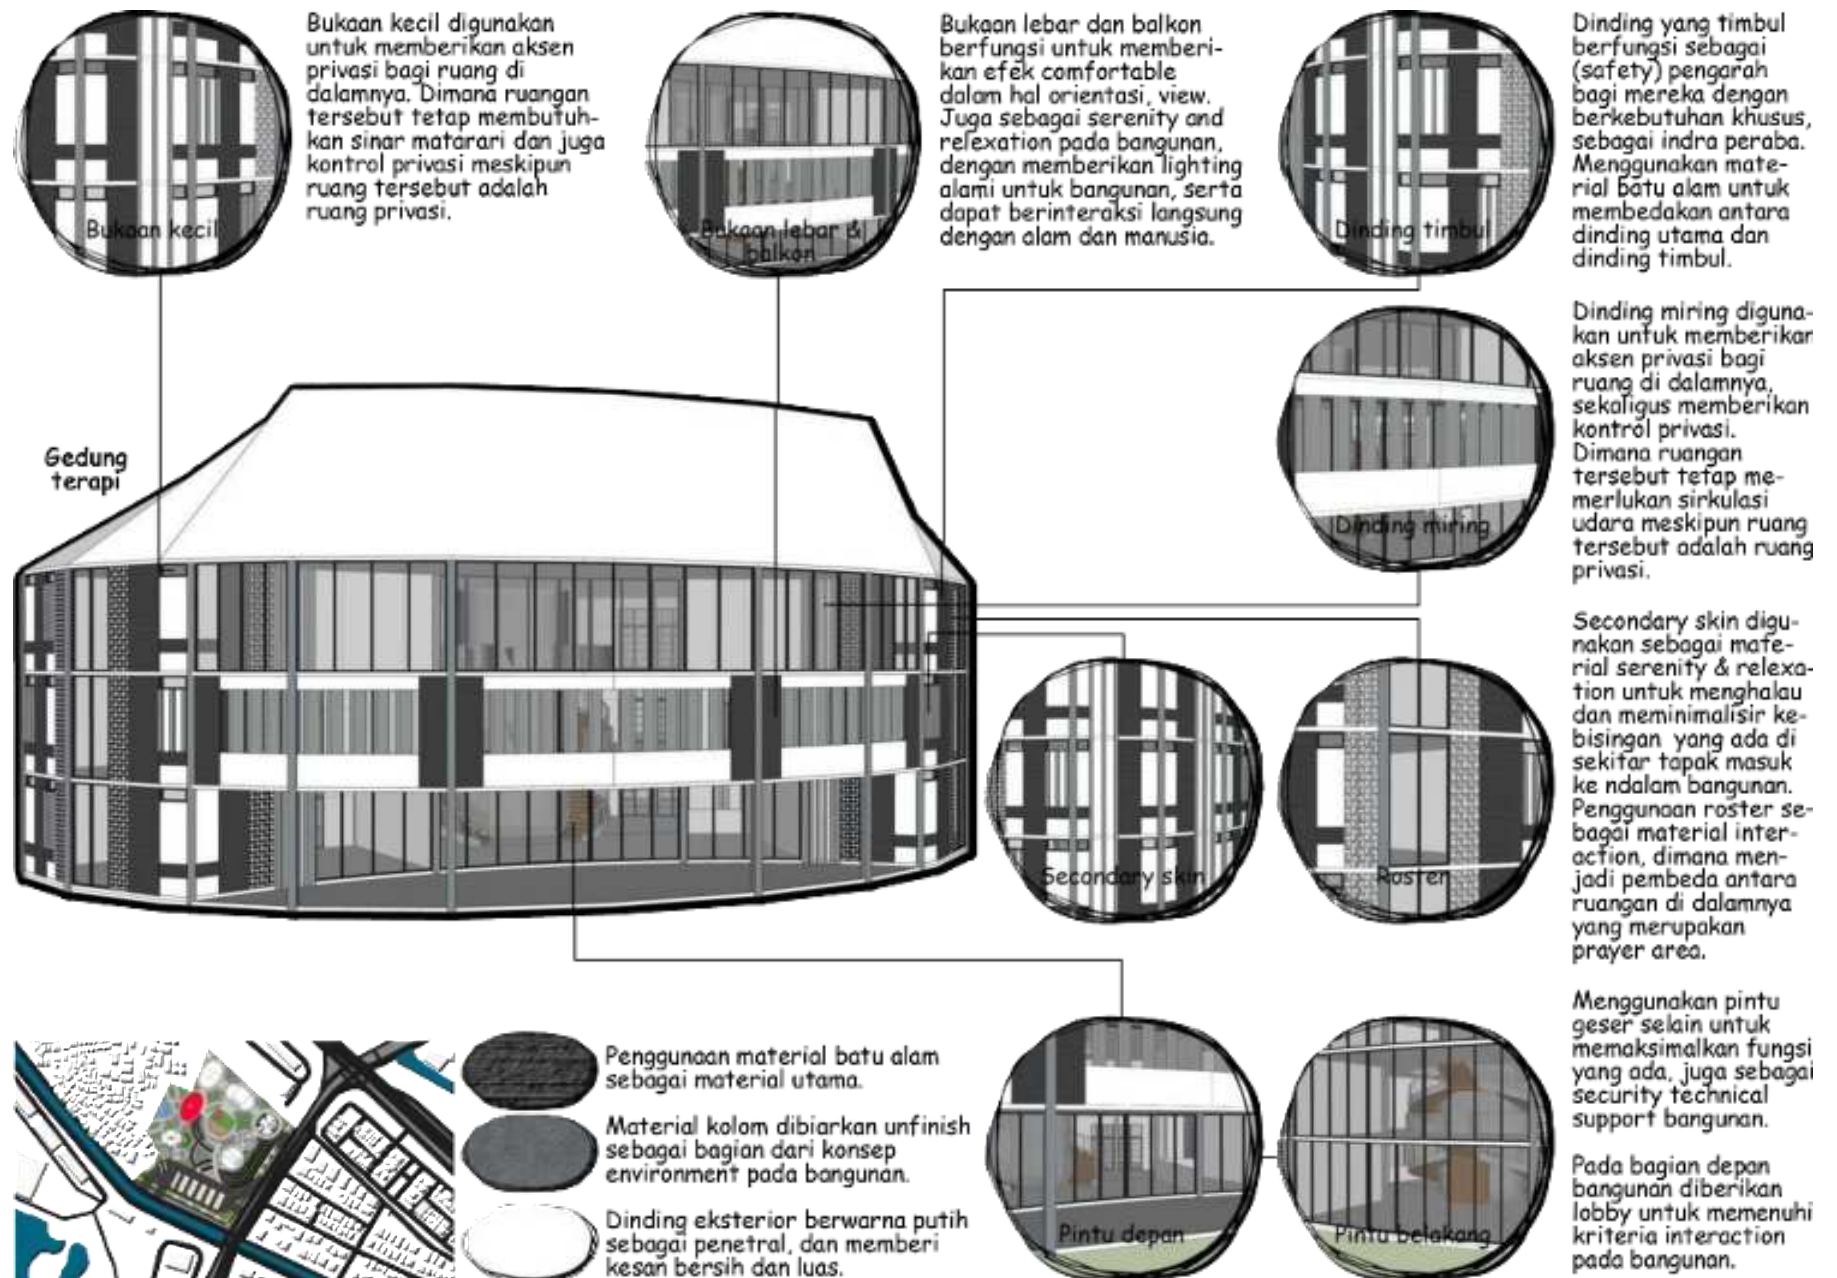 Bukaan kecil digunakan
untuk memberikan aksen
privasi bagi ruang di
dalamnya. Dimana ruangan
tersebut tetap membutuh-
kan sinar matarari dan juga
kontrol privasi meskipun
ruang tersebut adalah
ruang privasi.
Bukaan kecil
Bukaan lebar dan balkon
berfungsi untuk memberi-
kan efek comfortable
dalam hal orientasi, view.
Juga sebagai serenity and
relexation pada bangunan,
dengan memberikan lighting
alami untuk bangunan, serta
dapat berinteraksi langsung
dengan alam dan manusia.
Bukaan lebar &
balkon
Dinding yang timbul
berfungsi sebagai
(safety) pengarah
bagi mereka dengan
berkebutuhan khusus,
sebagai indra peraba.
Menggunakan mate-
rial batu alam untuk
membedakan antara
dinding utama dan
dinding timbul.
Dinding timbul
Dinding miring diguna-
kan untuk memberikan
aksen privasi bagi
ruang di dalamnya,
sekaligus memberikan
kontrol privasi.
Dimana ruangan
tersebut tetap me-
merlukan sirkulasi
udara meskipun ruang
tersebut adalah ruang
privasi.
Dinding miring
Gedung
terapi
Secondary skin digu-
nakan sebagai mate-
rial serenity & relexa-
tion untuk menghalau
dan meminimalisir ke-
bisingan yang ada di
sekitar tapak masuk
ke ndalam bangunan.
Penggunaan roster se-
bagai material inter-
action, dimana men-
jadi pembeda antara
ruangan di dalamnya
yang merupakan
prayer area.
Secondary skin
Roster
Menggunakan pintu
geser selain untuk
memaksimalkan fungsi
yang ada, juga sebagai
security technical
support bangunan.
Pada bagian depan
bangunan diberikan
lobby untuk memenuhi
kriteria interaction
pada bangunan.
Pintu depan
Pintu belakang
Penggunaan material batu alam
sebagai material utama.
Material kolom dibiarkan unfinish
sebagai bagian dari konsep
environment pada bangunan.
Dinding eksterior berwarna putih
sebagai penetral, dan memberi
kesan bersih dan luas.